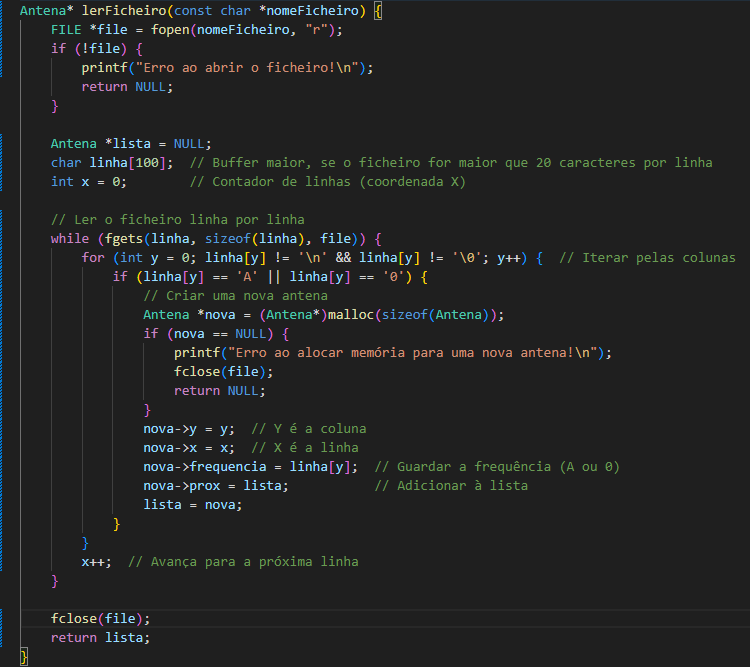 Antena* lerFicheiro(const char *nomeFicheiro) {
    FILE *file = fopen(nomeFicheiro, "r");
    if (!file) {
        printf("Erro ao abrir o ficheiro!\n");
        return NULL;
    }

    Antena *lista = NULL;
    char linha[100];  // Buffer maior, se o ficheiro for maior que 20 caracteres por linha
    int x = 0;        // Contador de linhas (coordenada X)

    // Ler o ficheiro linha por linha
    while (fgets(linha, sizeof(linha), file)) {
        for (int y = 0; linha[y] != '\n' && linha[y] != '\0'; y++) {  // Iterar pelas colunas
            if (linha[y] == 'A' || linha[y] == '0') {
                // Criar uma nova antena
                Antena *nova = (Antena*)malloc(sizeof(Antena));
                if (nova == NULL) {
                    printf("Erro ao alocar memória para uma nova antena!\n");
                    fclose(file);
                    return NULL;
                }
                nova->y = y;  // Y é a coluna
                nova->x = x;  // X é a linha
                nova->frequencia = linha[y];  // Guardar a frequência (A ou 0)
                nova->prox = lista;           // Adicionar à lista
                lista = nova;
            }
        }
        x++;  // Avança para a próxima linha
    }

    fclose(file);
    return lista;
}